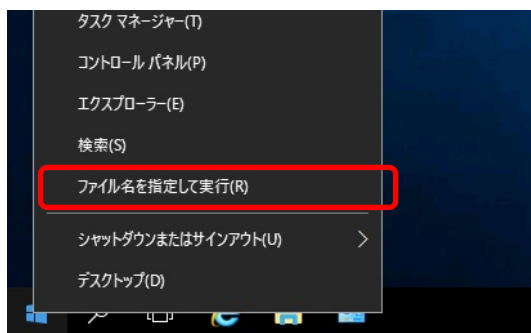 タスク マネージャー(T)
コントロール パネル(P)
エクスプローラー(E)
検索(S)
ファイル名を指定して実行(R)
シャットダウンまたはサインアウト(U)
デスクトップ(D)